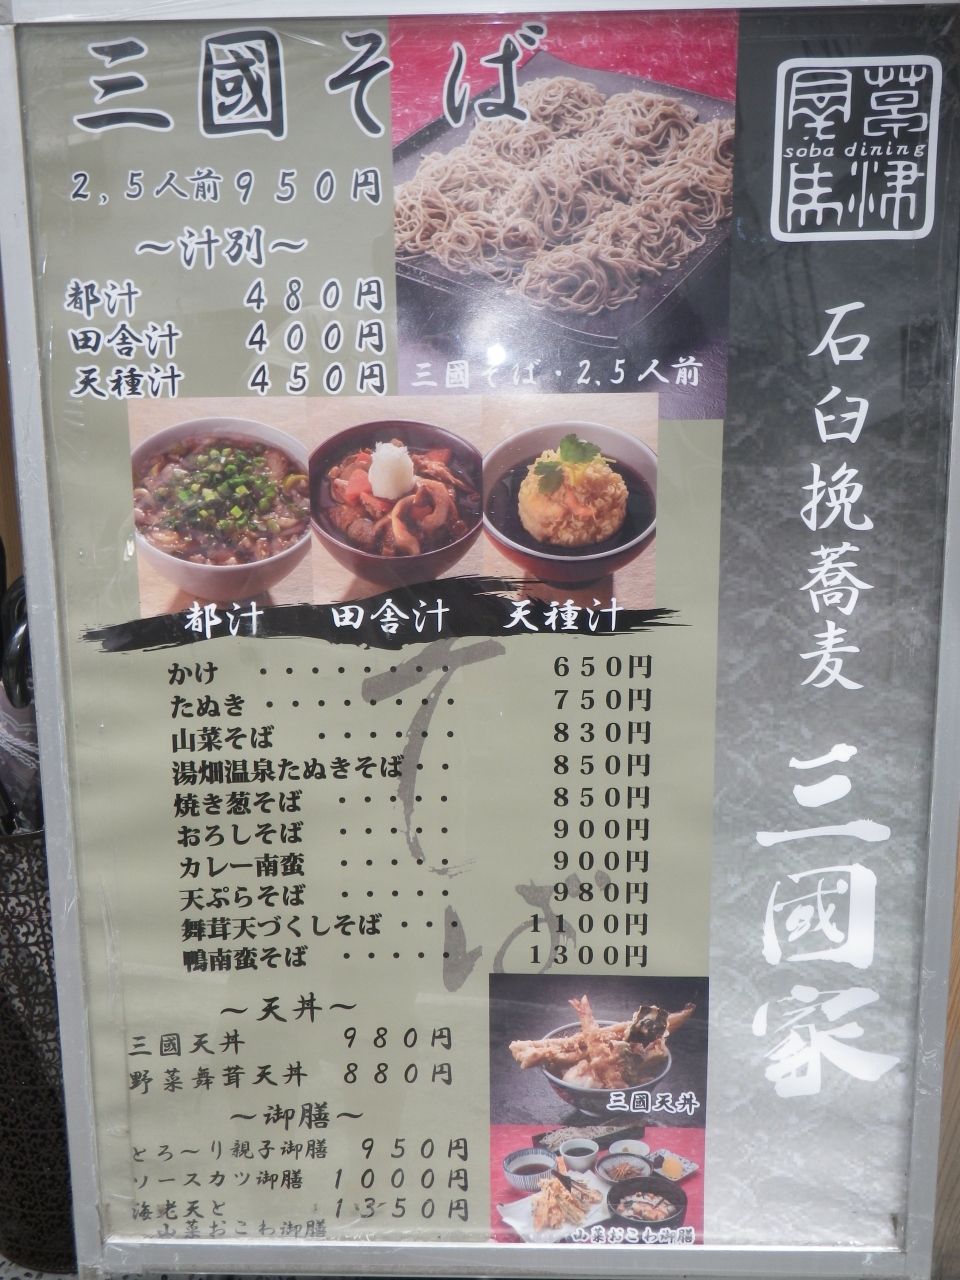 三國そば
2,5人前950円
～汁別～
都汁 480円
田舎汁 400円
天種汁 450円
三國そば・2,5人前
都汁 田舎汁 天種汁
そば
かけ ・・・・・・・・ 650円
たぬき ・・・・・・・・ 750円
山菜そば ・・・・・・ 830円
湯畑温泉たぬきそば・・ 850円
焼き葱そば ・・・・・ 850円
おろしそば ・・・・・ 900円
カレー南蛮 ・・・・・ 900円
天ぷらそば ・・・・・ 980円
舞茸天づくしそば ・・・ 1100円
鴨南蛮そば ・・・・・ 1300円
～天丼～
三國天丼 980円
野菜舞茸天丼 880円
～御膳～
とろ～り親子御膳 950円
ソースカツ御膳 1000円
海老天と 1350円
山菜おこわ御膳
三國天丼
山菜おこわ御膳
soba dining
石臼挽蕎麦 三國家